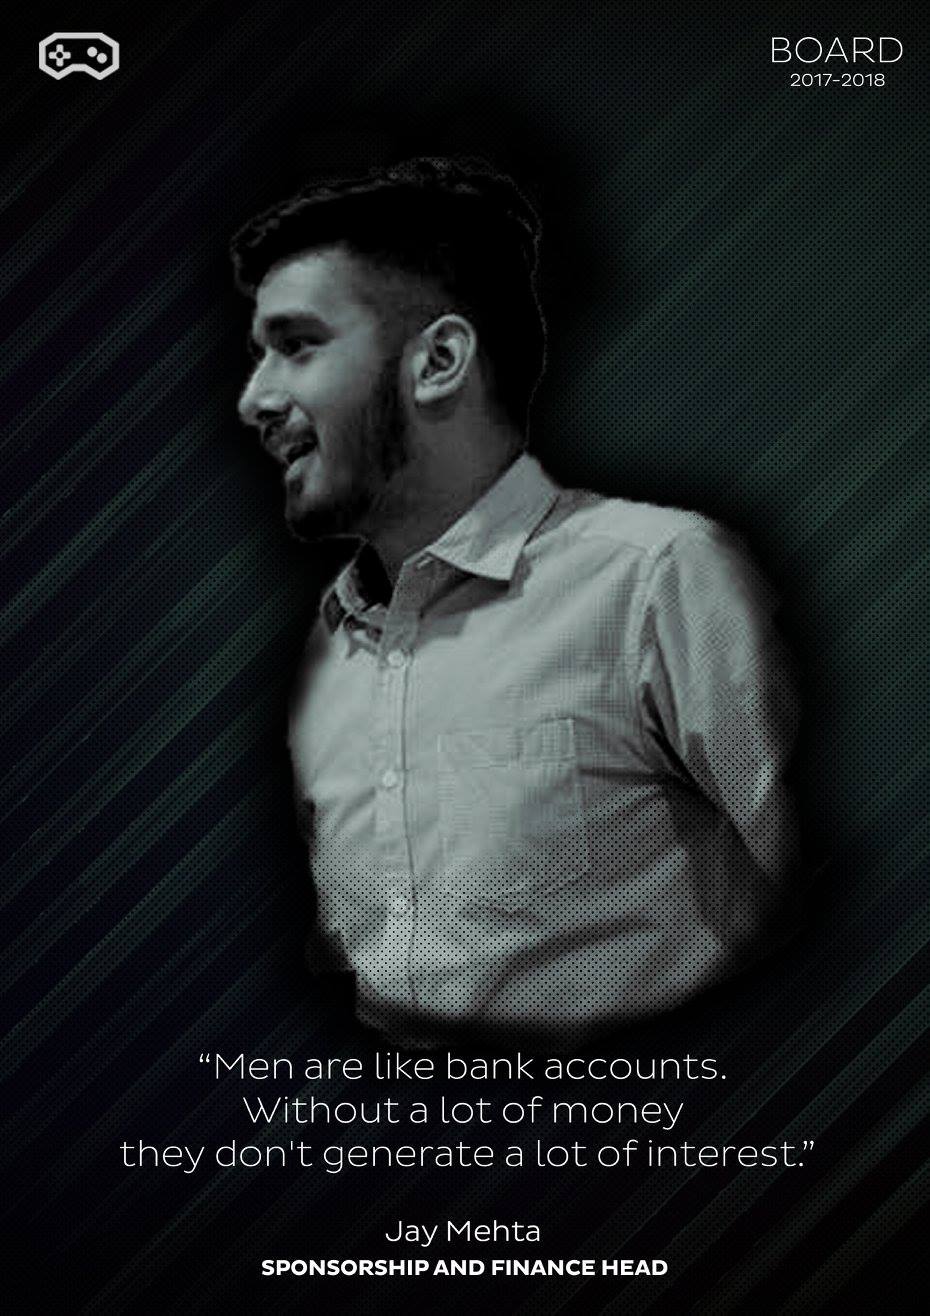 BOARD
2017-2018
“Men are like bank accounts.
Without a lot of money
they don't generate a lot of interest.”
Jay Mehta
SPONSORSHIP AND FINANCE HEAD